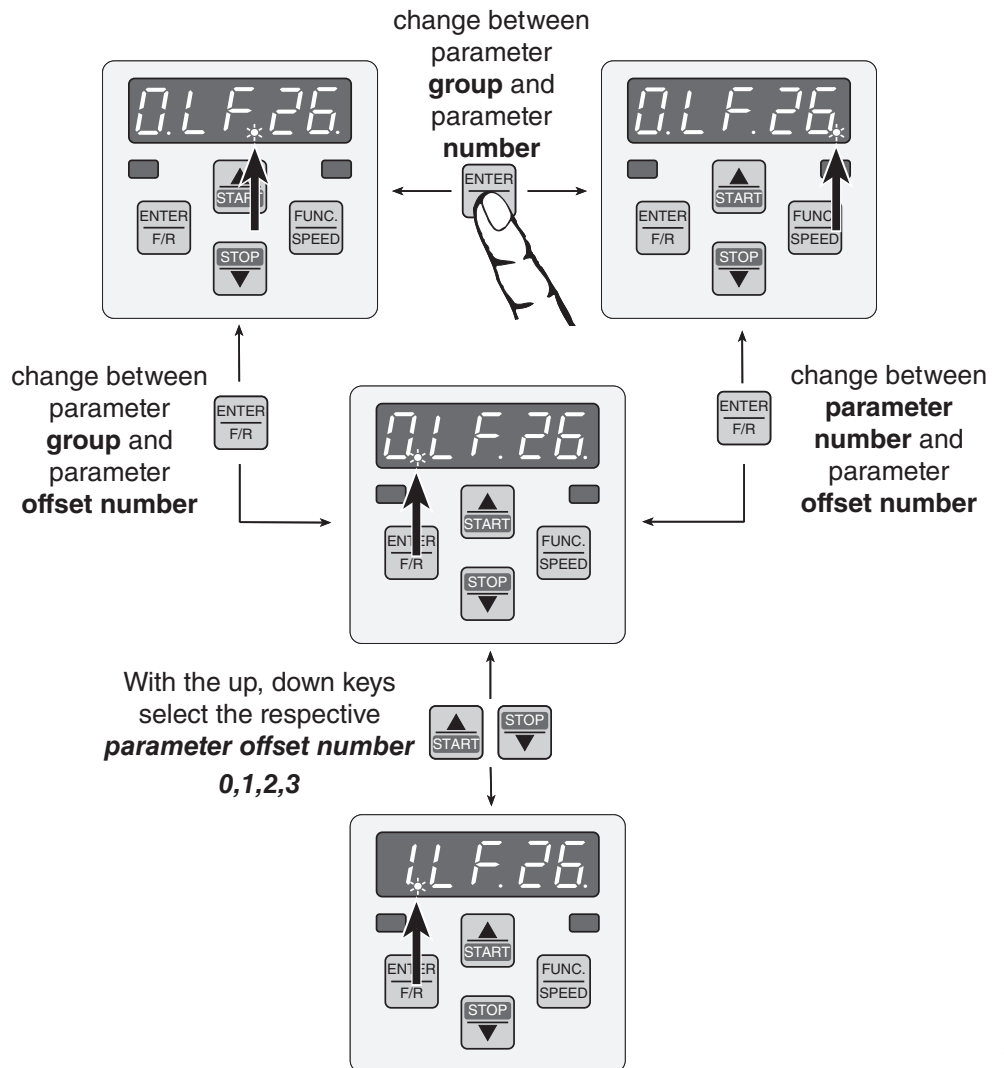 change between
parameter
group and
parameter
number
0.LF.26.
ENTER
F/R
START
STOP
FUNC.
SPEED
ENTER
0.LF.26.
ENTER
F/R
START
STOP
FUNC.
SPEED
change between
parameter
group and
parameter
offset number
ENTER
F/R
0.LF.26.
ENTER
F/R
START
STOP
FUNC.
SPEED
ENTER
F/R
change between
parameter
number and
parameter
offset number
With the up, down keys
select the respective
parameter offset number
0,1,2,3
START
STOP
1.LF.26.
ENTER
F/R
START
STOP
FUNC.
SPEED